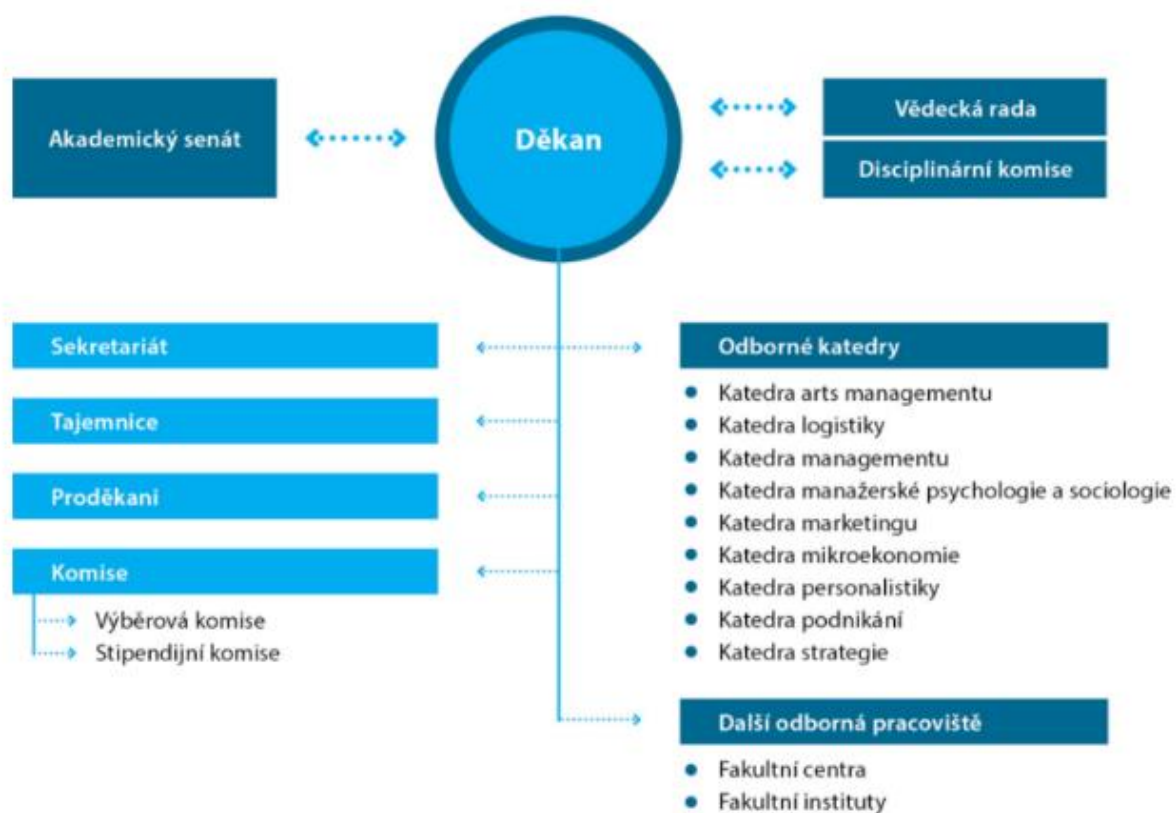 Akademický senát
Děkan
Vědecká rada
Disciplinární komise
Sekretariát
Tajemnice
Proděkani
Komise
Výběrová komise
Stipendijní komise
Odborné katedry
Katedra arts managementu
Katedra logistiky
Katedra managementu
Katedra manažerské psychologie a sociologie
Katedra marketingu
Katedra mikroekonomie
Katedra personalistiky
Katedra podnikání
Katedra strategie
Další odborná pracoviště
Fakultní centra
Fakultní instituty